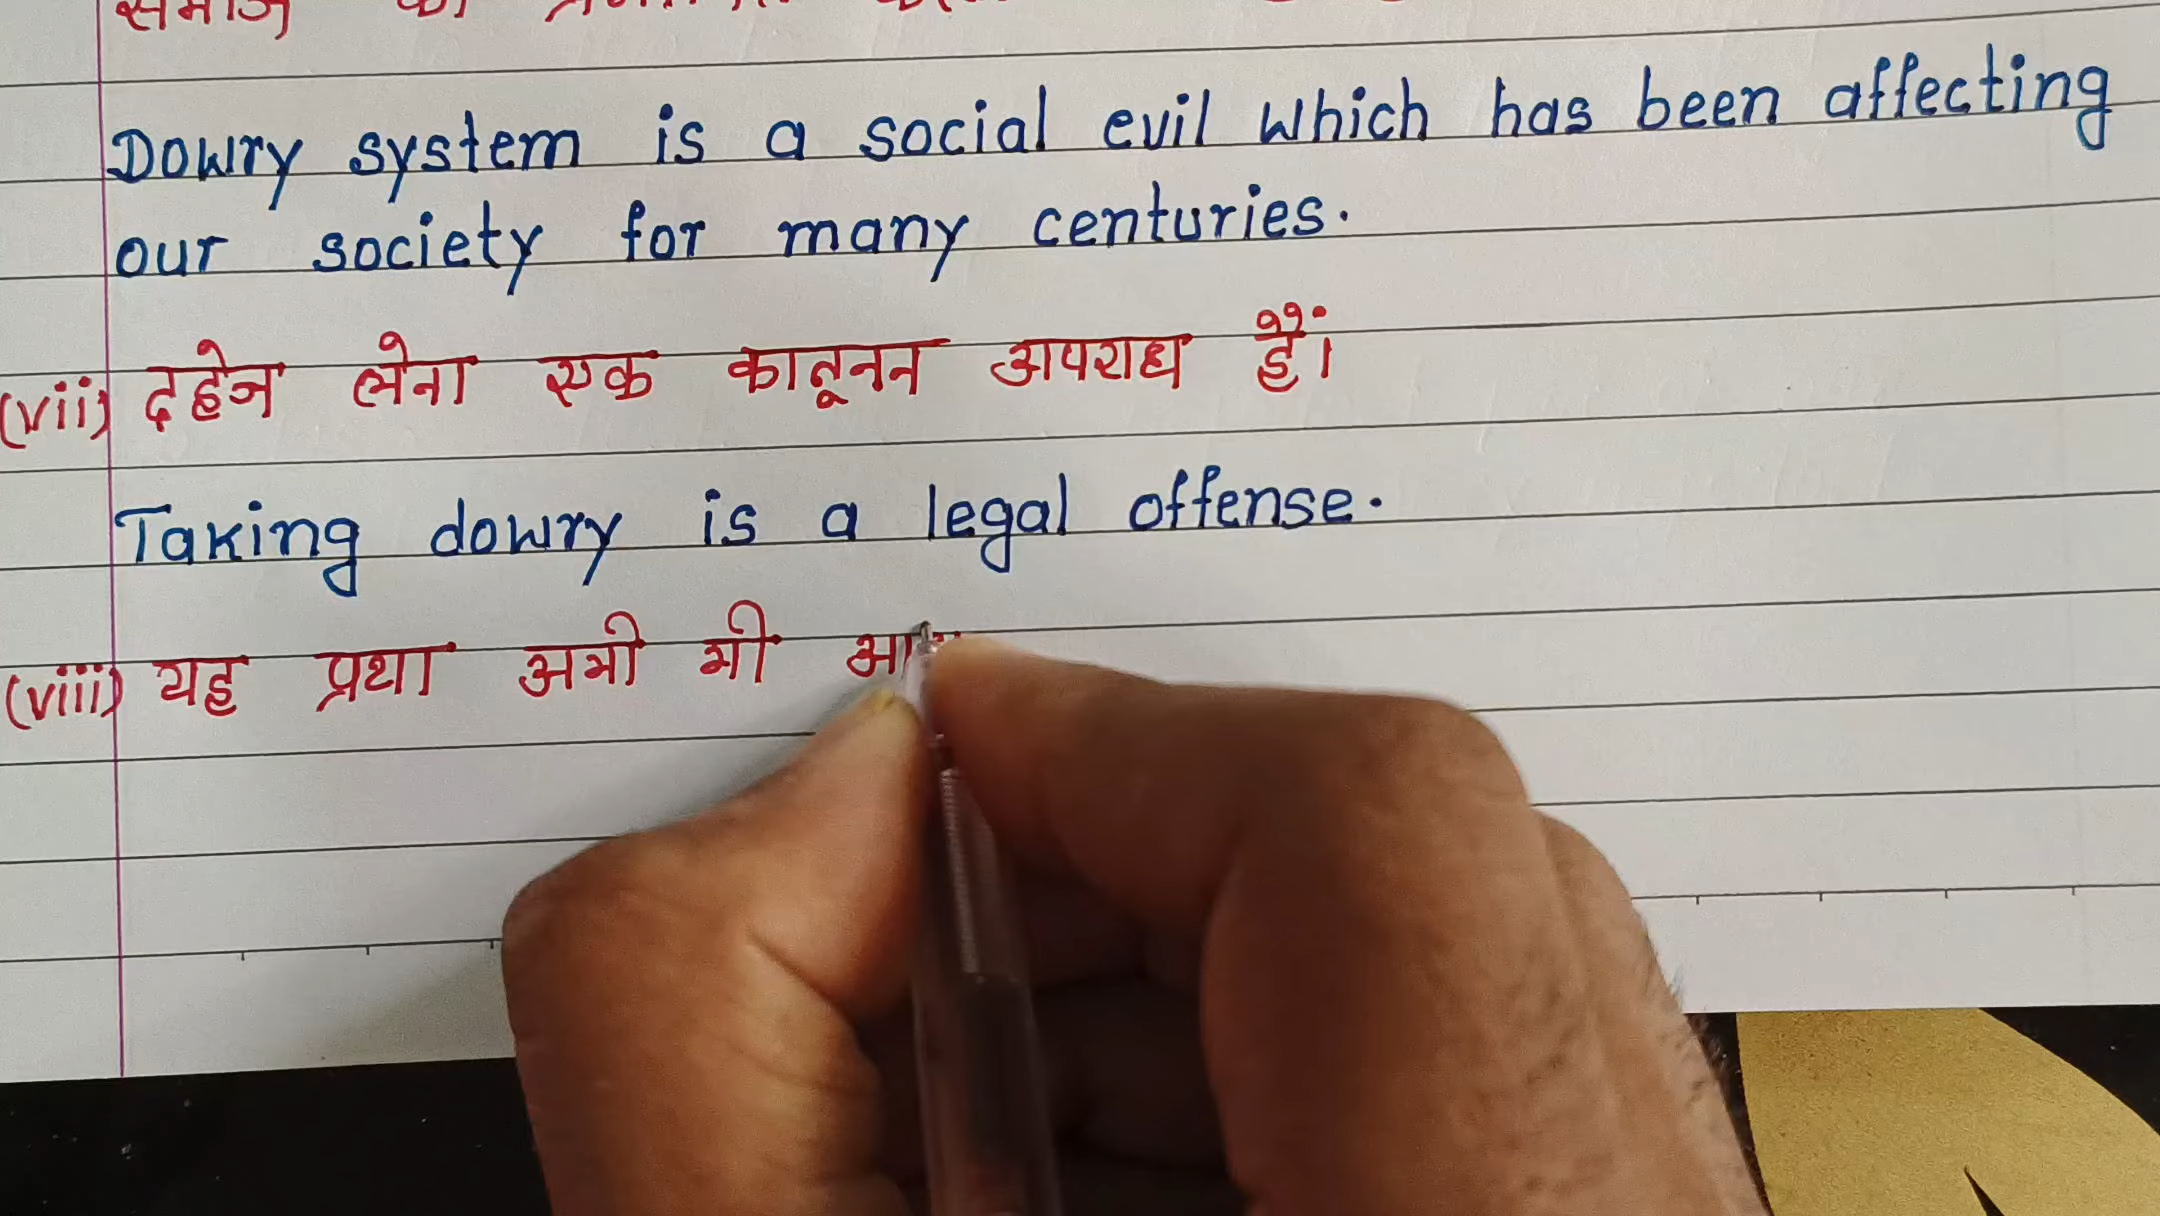 समाज को
Dowry system is a social evil which has been affecting
our society for many centuries.
(vii) दहेज लेना एक कानूनन अपराध हैं।
Taking dowry is a legal offense.
(viii) यह प्रथा अभी भी